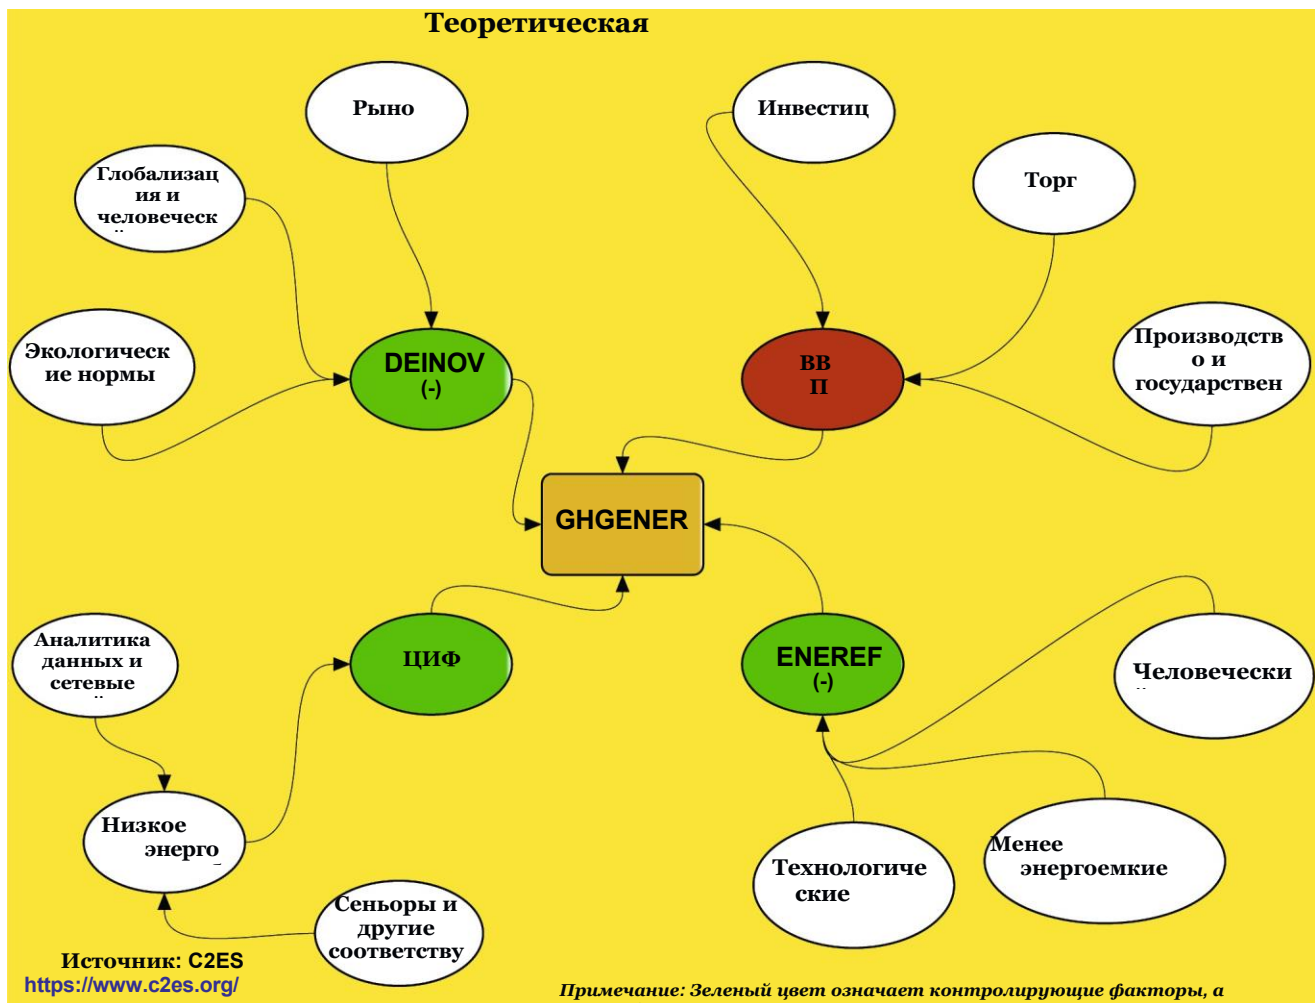 Теоретическая
Рыно
Инвестиц
Глобализац
ия и
человеческ
Торг
Экологическ
ие нормы
DEINOV
(-)
ВВ
П
Производств
о и
государствен
GHGENER
Аналитика
данных и
сетевые
ЦИФ
ENEREF
(-)
Человечески
Низкое
энерго
Технологиче
ские
Менее
энергоемкие
Сеньоры и
другие
соответству
Источник: C2ES
https://www.c2es.org/
Примечание: Зеленый цвет означает контролирующие факторы, а